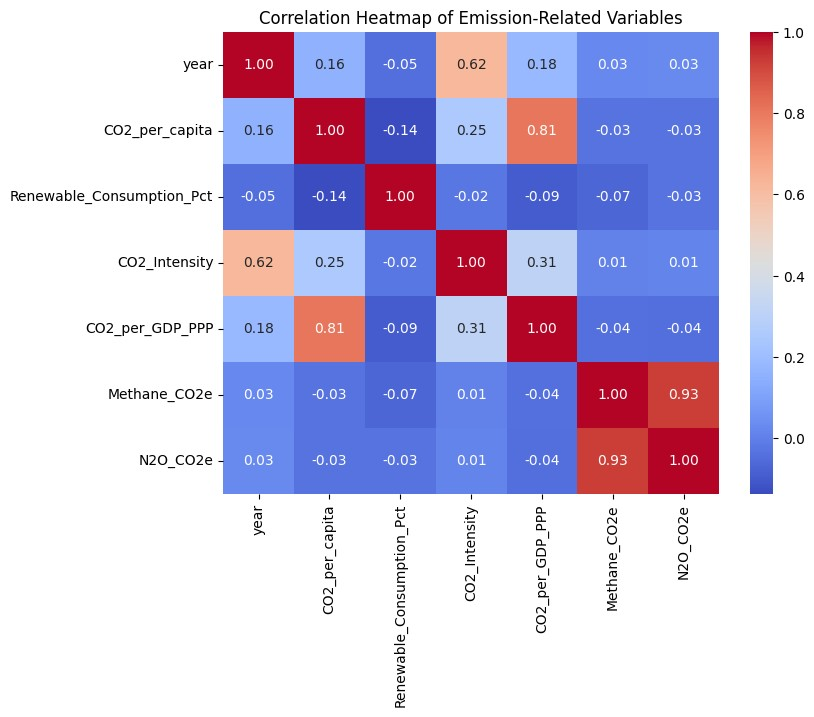 Correlation Heatmap of Emission-Related Variables
year 1.00 0.16 -0.05 0.62 0.18 0.03 0.03
CO2_per_capita 0.16 1.00 -0.14 0.25 0.81 -0.03 -0.03
Renewable_Consumption_Pct -0.05 -0.14 1.00 -0.02 -0.09 -0.07 -0.03
CO2_Intensity 0.62 0.25 -0.02 1.00 0.31 0.01 0.01
CO2_per_GDP_PPP 0.18 0.81 -0.09 0.31 1.00 -0.04 -0.04
Methane_CO2e 0.03 -0.03 -0.07 0.01 -0.04 1.00 0.93
N2O_CO2e 0.03 -0.03 -0.03 0.01 -0.04 0.93 1.00
year
CO2_per_capita
Renewable_Consumption_Pct
CO2_Intensity
CO2_per_GDP_PPP
Methane_CO2e
N2O_CO2e
1.0
0.8
0.6
0.4
0.2
0.0